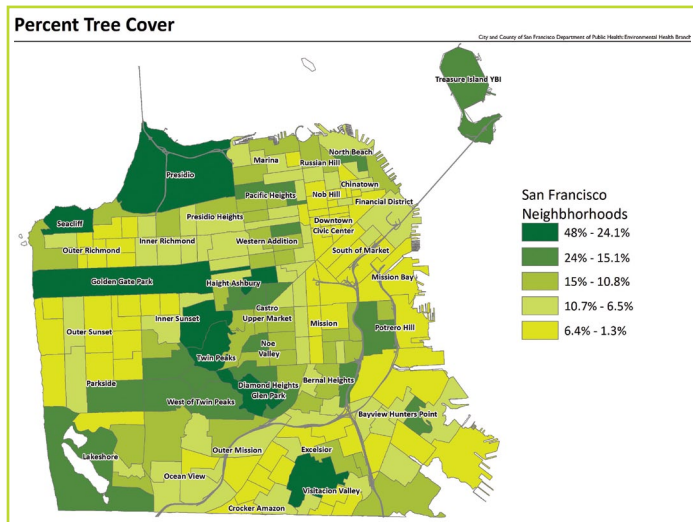 Percent Tree Cover
City and County of San Francisco Department of Public Health: Environmental Health Branch
Treasure Island YBI
North Beach
Marina
Russian Hill
Presidio
Chinatown
Pacific Heights
Nob Hill
Financial District
Seacliff
Presidio Heights
Downtown
Civic Center
Inner Richmond
Western Addition
Outer Richmond
South of Market
Mission Bay
Golden Gate Park
Haight Ashbury
Castro
Upper Market
Inner Sunset
Mission
Outer Sunset
Potrero Hill
Noe
Valley
Twin Peaks
Parkside
Diamond Heights
Glen Park
Bernal Heights
West of Twin Peaks
Bayview Hunters Point
Outer Mission
Excelsior
Lakeshore
Ocean View
Visitacion Valley
Crocker Amazon
San Francisco
Neighbhorhoods
48% - 24.1%
24% - 15.1%
15% - 10.8%
10.7% - 6.5%
6.4% - 1.3%